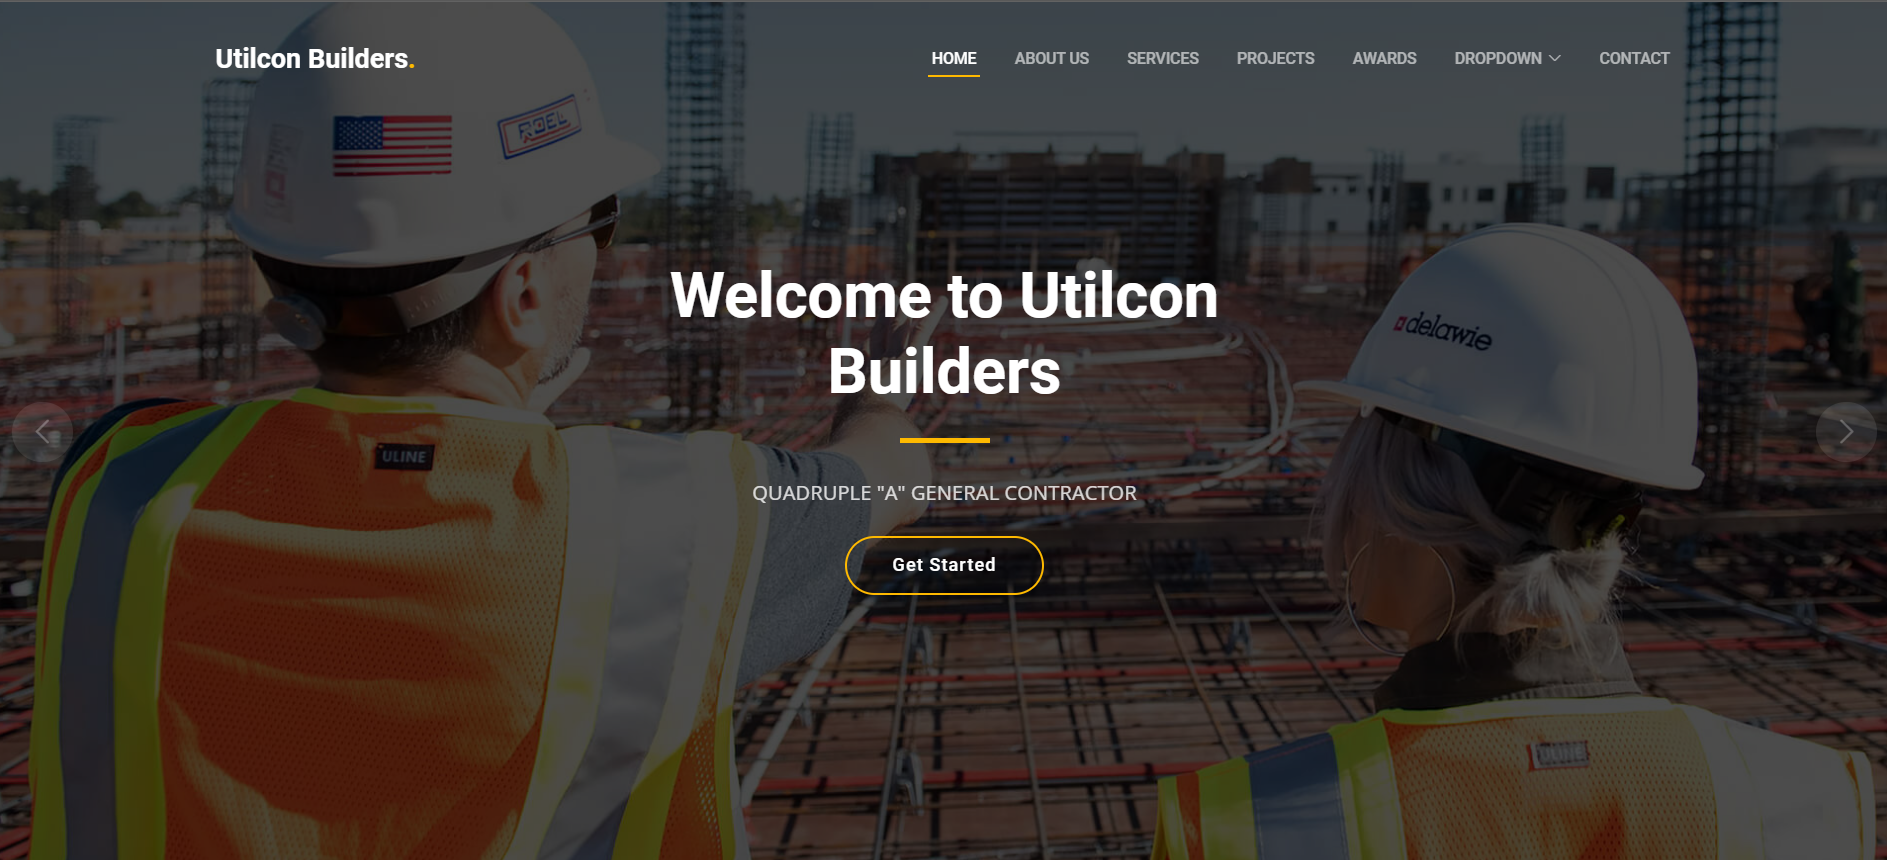 Utilcon Builders.
HOME ABOUT US SERVICES PROJECTS AWARDS DROPDOWN CONTACT
ROEL
Welcome to Utilcon
Builders
delawie
ULINE
QUADRUPLE "A" GENERAL CONTRACTOR
Get Started